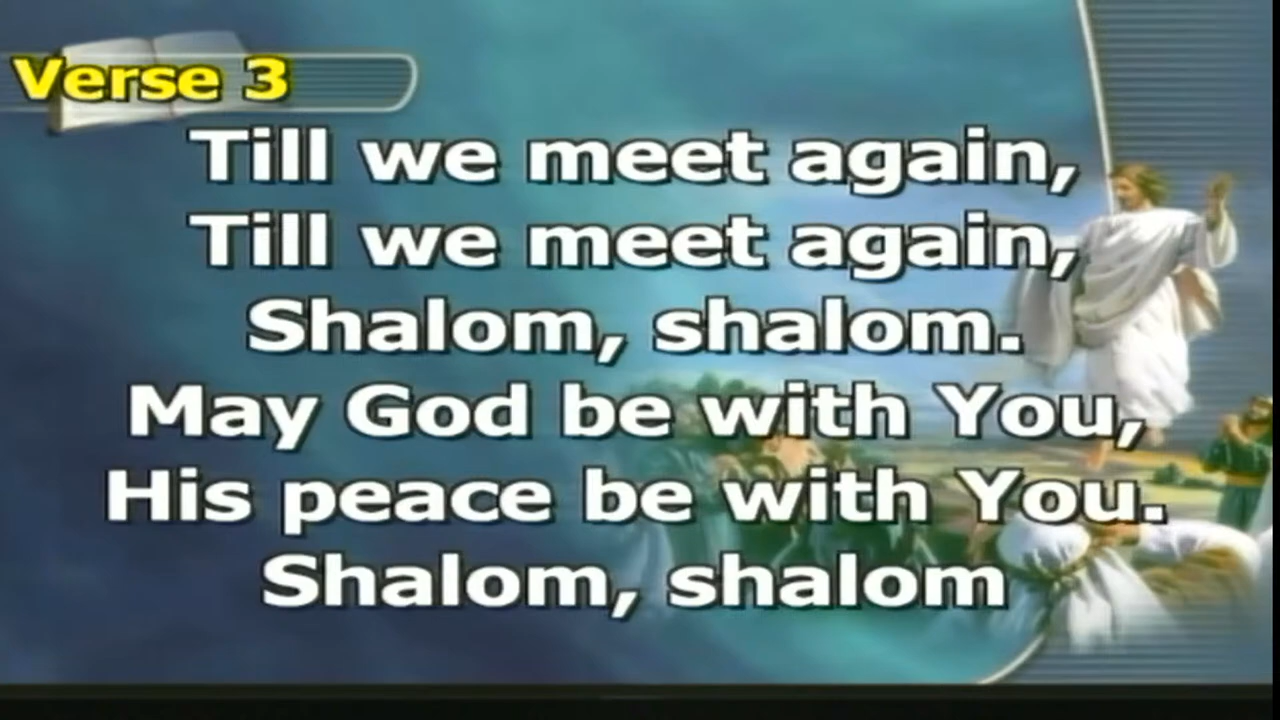 Verse 3
Till we meet again,
Till we meet again,
Shalom, shalom.
May God be with You,
His peace be with You.
Shalom, shalom